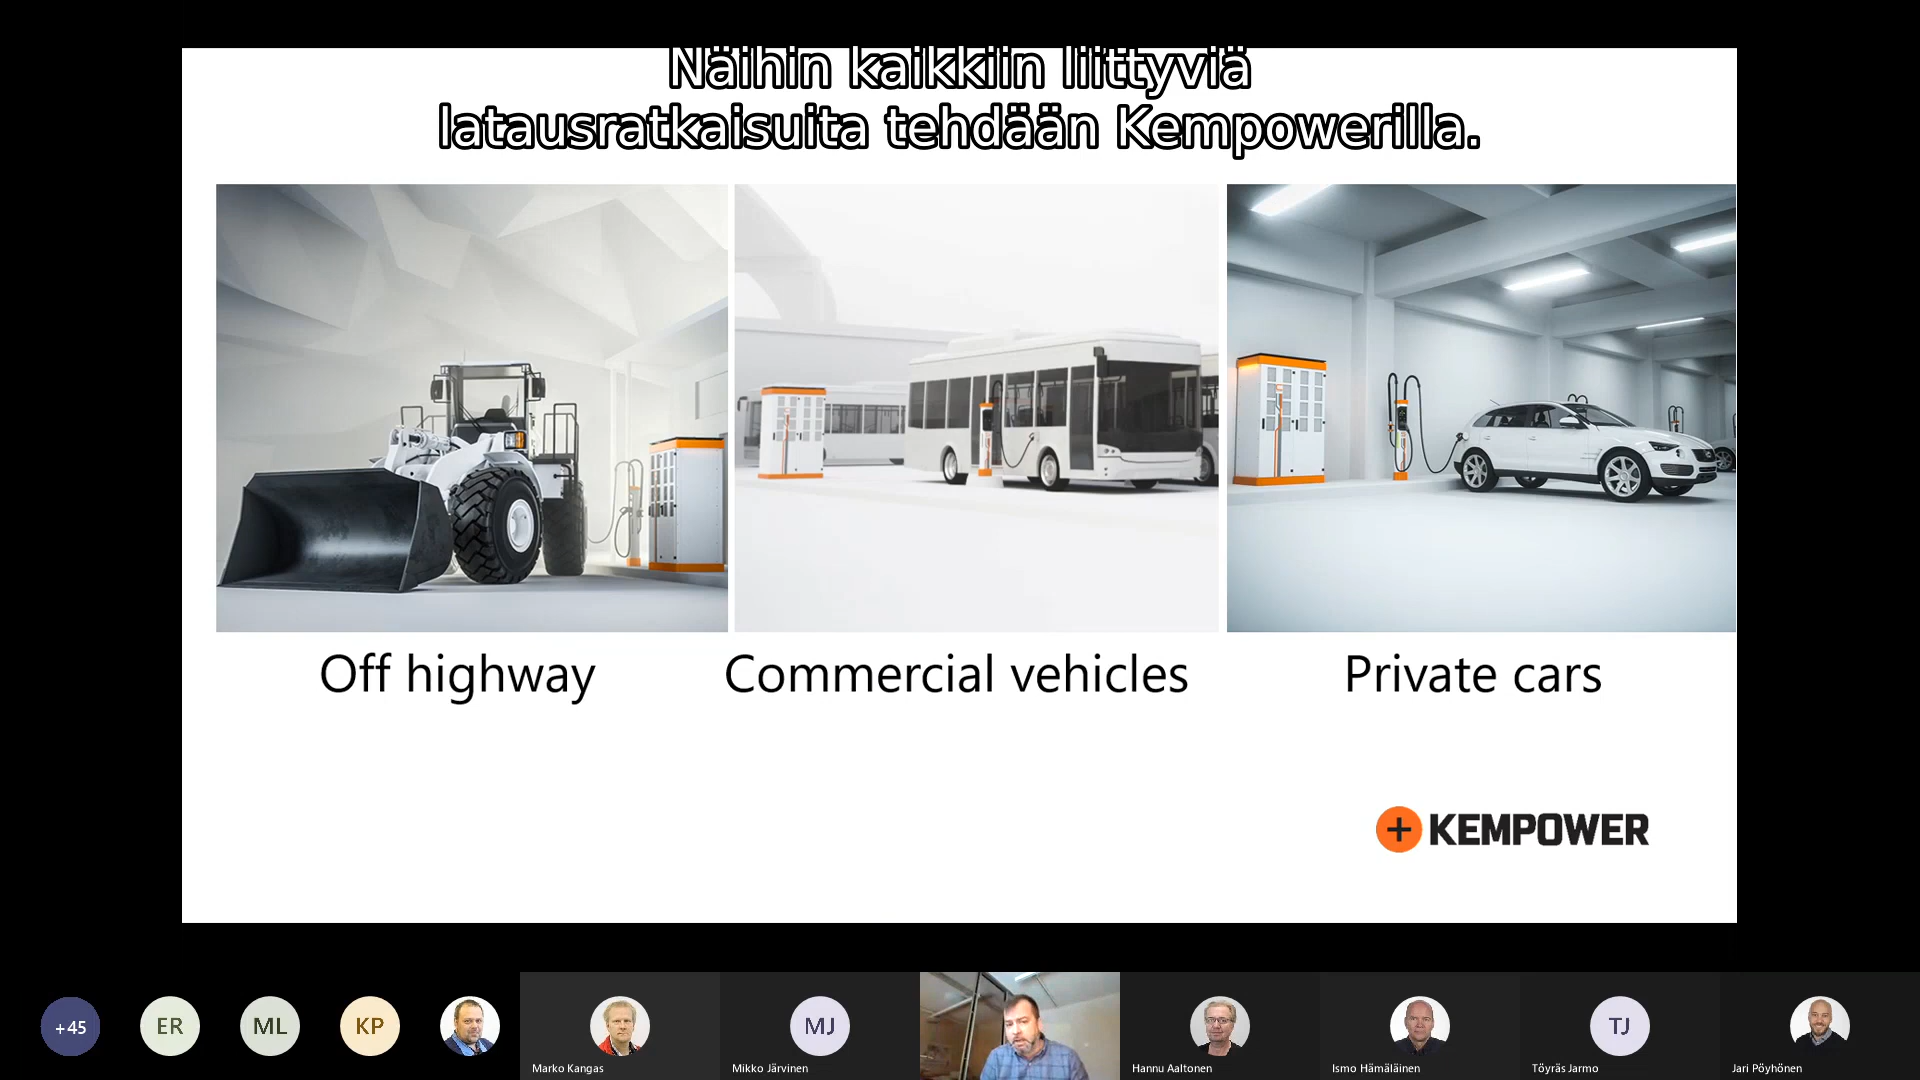 Näihin kaikkiin liittyviä
latausratkaisuita tehdään Kempowerilla.
Off highway
Commercial vehicles
Private cars
KEMPOWER
+45
ER
ML
KP
MJ
TJ
Marko Kangas
Mikko Järvinen
Hannu Aaltonen
Ismo Hämäläinen
Töyräs Jarmo
Jari Pöyhönen